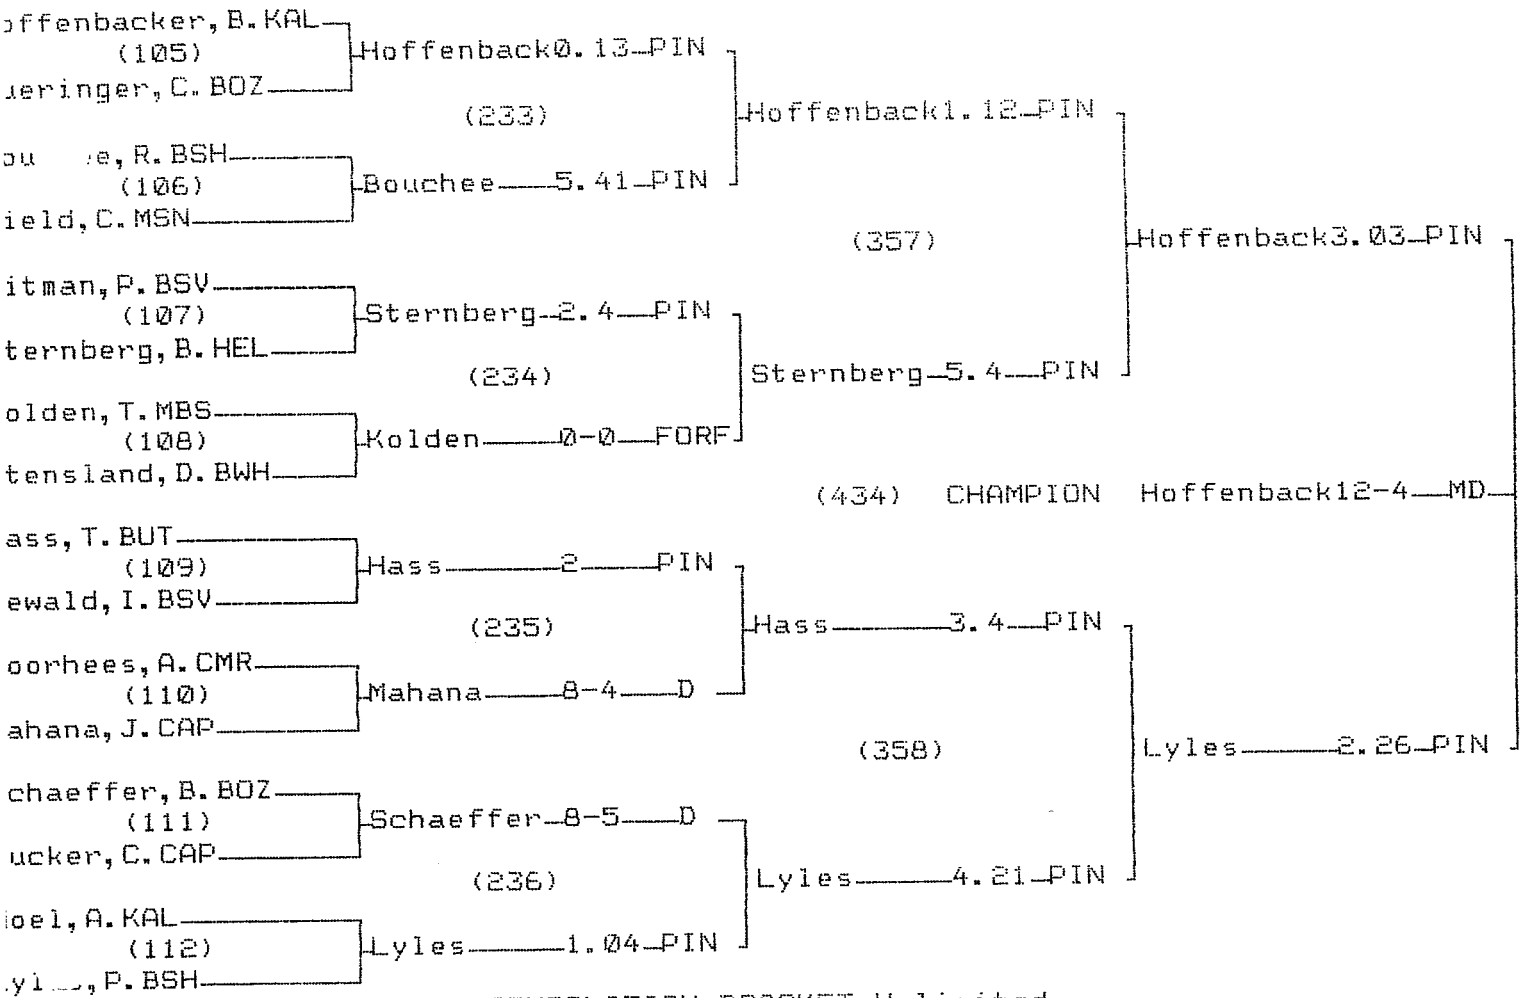 offenbacker, B. KAL
(105) Hoffenback0.13 PIN
ueringer, C. BOZ
(233) Hoffenback1.12 PIN
e, R. BSH
(106) Bouchee 5.41 PIN
ield, C. MSN
(357) Hoffenback3.03 PIN
itman, P. BSV
(107) Sternberg 2.4 PIN
ternberg, B. HEL
(234) Sternberg 5.4 PIN
olden, T. MBS
(108) Kolden 0-0 FORF
tensland, D. BWH
(434) CHAMPION Hoffenback12-4 MD
ass, T. BUT
(109) Hass 2 PIN
ewald, I. BSV
(235) Hass 3.4 PIN
oorhees, A. CMR
(110) Mahana 8-4 D
ahana, J. CAP
(358) Lyles 2.26 PIN
chaeffer, B. BOZ
(111) Schaeffer 8-5 D
ucker, C. CAP
(236) Lyles 4.21 PIN
oel, A. KAL
(112) Lyles 1.04 PIN
P. BSH